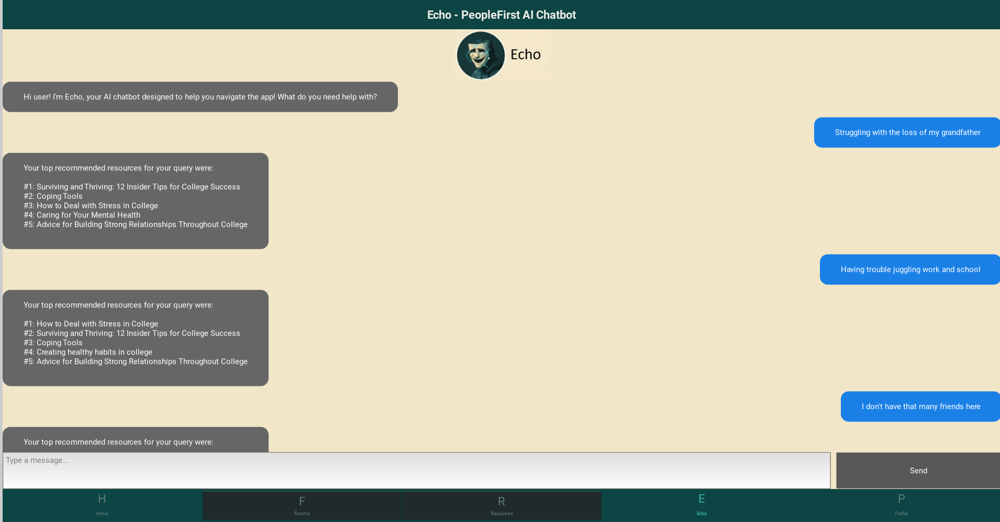 Echo - PeopleFirst AI Chatbot
Echo
Hi user! I'm Echo, your AI chatbot designed to help you navigate the app! What do you need help with?
Struggling with the loss of my grandfather
Your top recommended resources for your query were:
#1: Surviving and Thriving: 12 Insider Tips for College Success
#2: Coping Tools
#3: How to Deal with Stress in College
#4: Caring for Your Mental Health
#5: Advice for Building Strong Relationships Throughout College
Having trouble juggling work and school
Your top recommended resources for your query were:
#1: How to Deal with Stress in College
#2: Surviving and Thriving: 12 Insider Tips for College Success
#3: Coping Tools
#4: Creating healthy habits in college
#5: Advice for Building Strong Relationships Throughout College
I don't have that many friends here
Your top recommended resources for your query were:
Type a message...
Send
H
F
R
E
P
Home
Forums
Resources
Echo
Profile